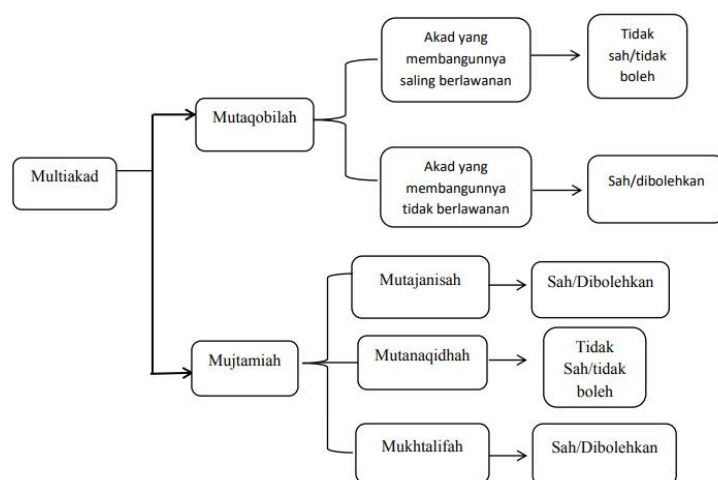 Akad yang
membangunnya
saling berlawanan
Tidak
sah/tidak
boleh
Mutaqobilah
Multiakad
Akad yang
membangunnya
tidak berlawanan
Sah/dibolehkan
Mutajanisah
Sah/Dibolehkan
Mujtamiah
Mutanaqidhah
Tidak
Sah/tidak
boleh
Mukhtalifah
Sah/Dibolehkan